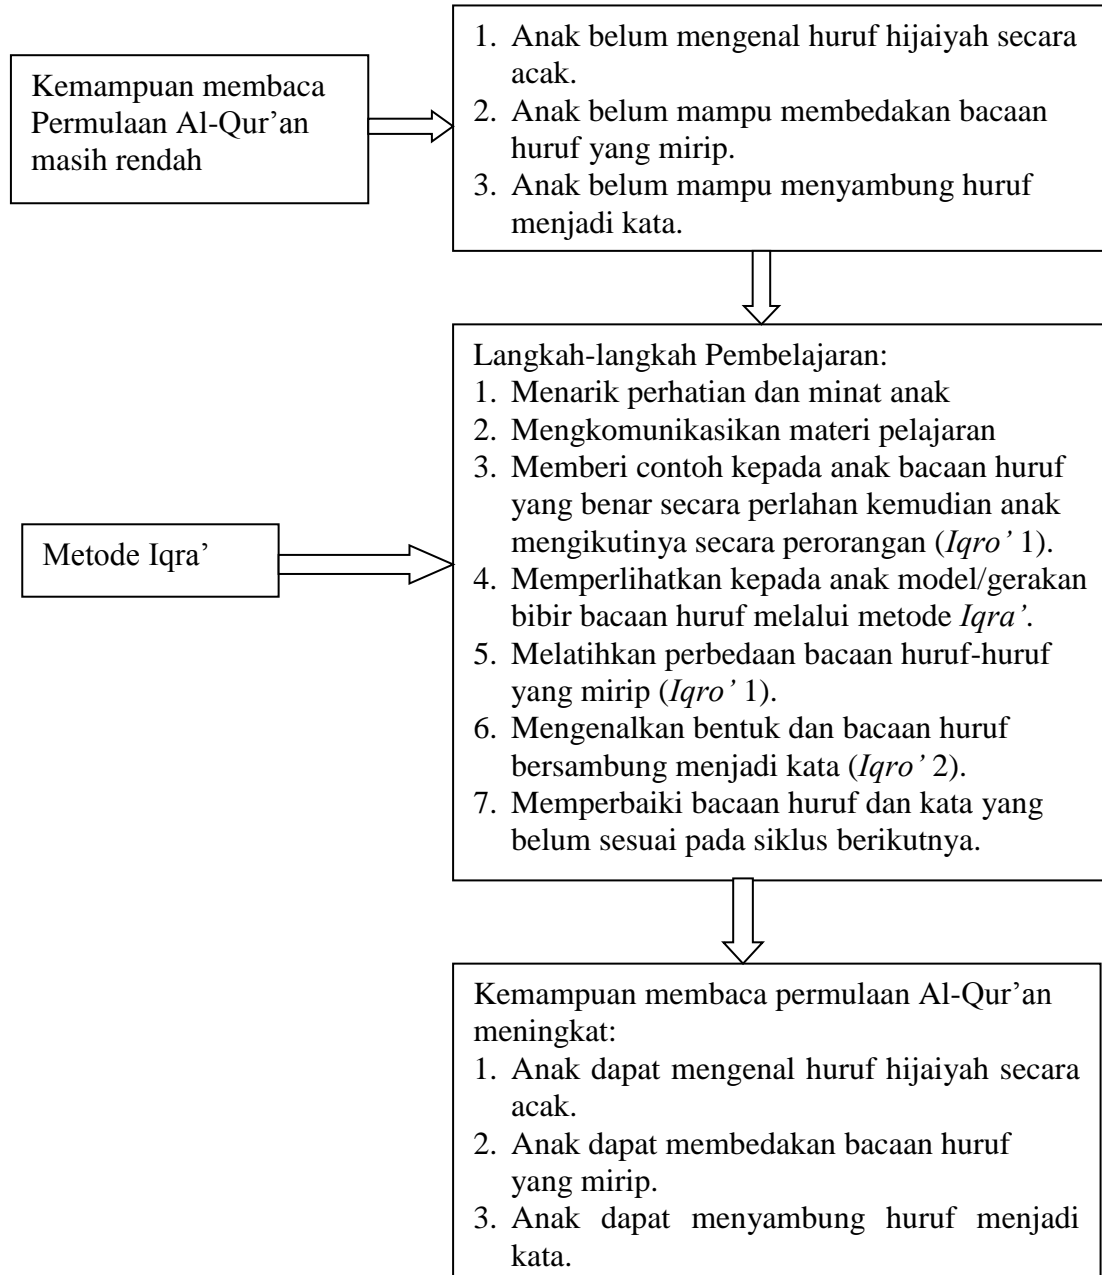 Kemampuan membaca
Permulaan Al-Qur’an
masih rendah
1. Anak belum mengenal huruf hijaiyah secara
acak.
2. Anak belum mampu membedakan bacaan
huruf yang mirip.
3. Anak belum mampu menyambung huruf
menjadi kata.
Metode Iqra’
Langkah-langkah Pembelajaran:
1. Menarik perhatian dan minat anak
2. Mengkomunikasikan materi pelajaran
3. Memberi contoh kepada anak bacaan huruf
yang benar secara perlahan kemudian anak
mengikutinya secara perorangan (Iqro’ 1).
4. Memperlihatkan kepada anak model/gerakan
bibir bacaan huruf melalui metode Iqra’.
5. Melatihkan perbedaan bacaan huruf-huruf
yang mirip (Iqro’ 1).
6. Mengenalkan bentuk dan bacaan huruf
bersambung menjadi kata (Iqro’ 2).
7. Memperbaiki bacaan huruf dan kata yang
belum sesuai pada siklus berikutnya.
Kemampuan membaca permulaan Al-Qur’an
meningkat:
1. Anak dapat mengenal huruf hijaiyah secara
acak.
2. Anak dapat membedakan bacaan huruf
yang mirip.
3. Anak dapat menyambung huruf menjadi
kata.